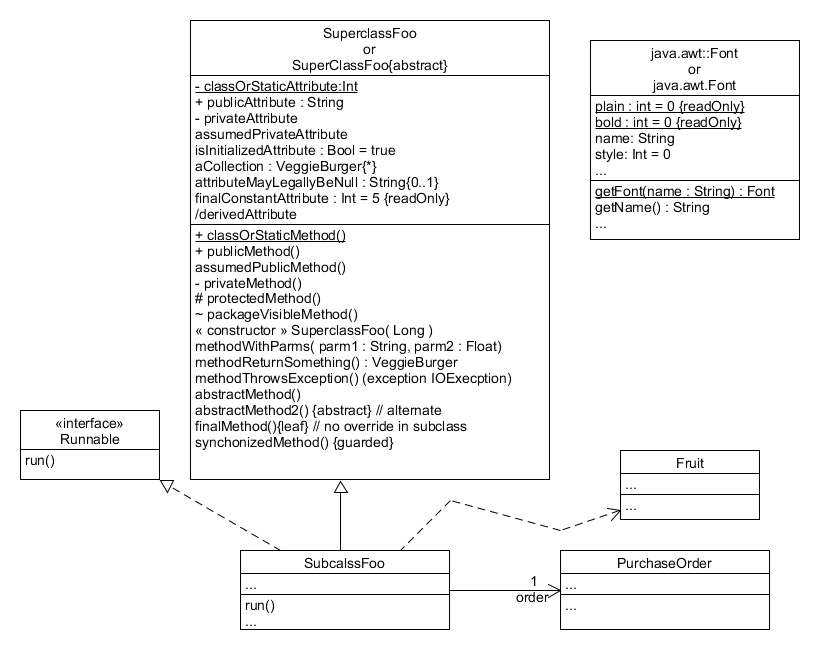 SuperclassFoo
or
SuperClassFoo{abstract}
- classOrStaticAttribute:Int
+ publicAttribute : String
- privateAttribute
assumedPrivateAttribute
isInitializedAttribute : Bool = true
aCollection : VeggieBurger{*}
attributeMayLegallyBeNull : String{0..1}
finalConstantAttribute : Int = 5 {readOnly}
/derivedAttribute
+ classOrStaticMethod()
+ publicMethod()
assumedPublicMethod()
- privateMethod()
# protectedMethod()
~ packageVisibleMethod()
« constructor » SuperclassFoo( Long )
methodWithParms( parm1 : String, parm2 : Float)
methodReturnSomething() : VeggieBurger
methodThrowsException() (exception IOExecption)
abstractMethod()
abstractMethod2() {abstract} // alternate
finalMethod(){leaf} // no override in subclass
synchonizedMethod() {guarded}
java.awt::Font
or
java.awt.Font
plain : int = 0 {readOnly}
bold : int = 0 {readOnly}
name: String
style: Int = 0
...
getFont(name : String) : Font
getName() : String
...
«interface»
Runnable
run()
Fruit
...
...
SubcalssFoo
...
run()
...
1
order
PurchaseOrder
...
...